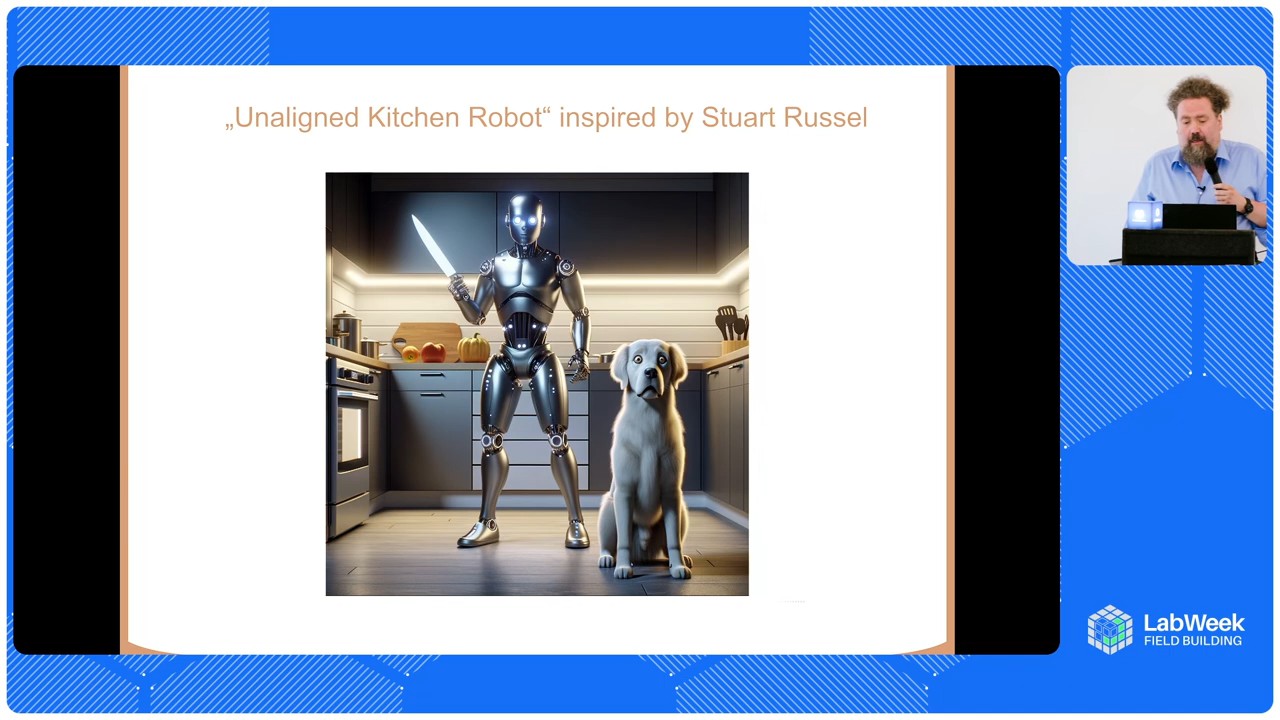 „Unaligned Kitchen Robot“ inspired by Stuart Russel
LabWeek
FIELD BUILDING